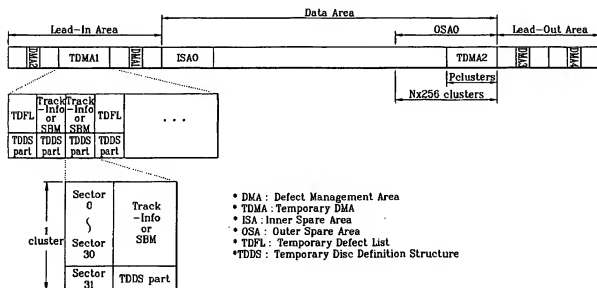 Data Area
Lead-In Area
OSA0
Lead-Out Area
DMA2
TDMA1
DMA1
ISA0
TDMA2
DMA3
DMA4
Pclusters
Nx256 clusters
TDFL
Track
-Info
or
SBM
Track
-Info
or
SBM
TDFL
. . .
TDDS
part
TDDS
part
TDDS
part
TDDS
part
1
cluster
Sector
0
Sector
30
Track
-Info
or
SBM
Sector
31
TDDS part
* DMA : Defect Management Area
* TDMA : Temporary DMA
* ISA : Inner Spare Area
* OSA : Outer Spare Area
* TDFL : Temporary Defect List
*TDDS : Temporary Disc Definition Structure